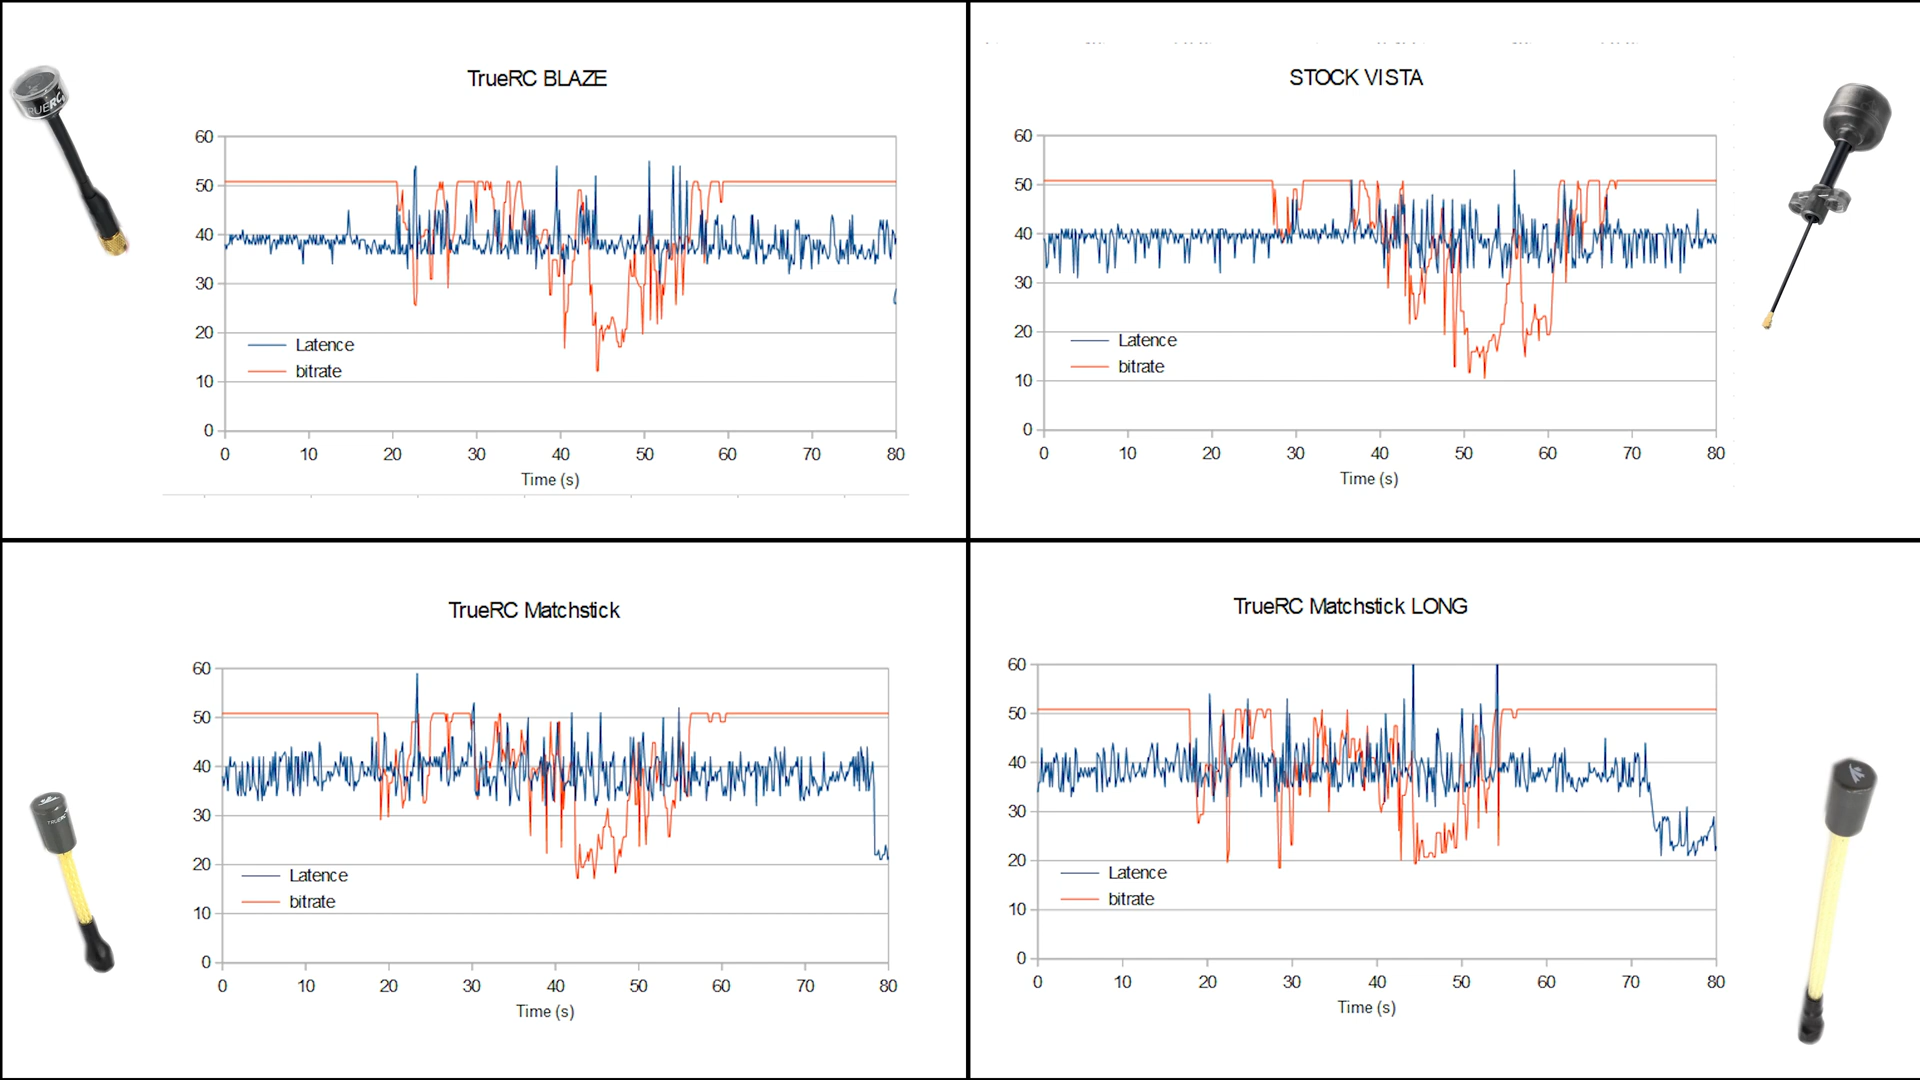 TrueRC BLAZE
60
50
40
30
20
10
0
Latence
bitrate
0 10 20 30 40 50 60 70 80
Time (s)
STOCK VISTA
60
50
40
30
20
10
0
Latence
bitrate
0 10 20 30 40 50 60 70 80
Time (s)
TrueRC Matchstick
60
50
40
30
20
10
0
Latence
bitrate
0 10 20 30 40 50 60 70 80
Time (s)
TRUERC
TrueRC Matchstick LONG
60
50
40
30
20
10
0
Latence
bitrate
0 10 20 30 40 50 60 70 80
Time (s)